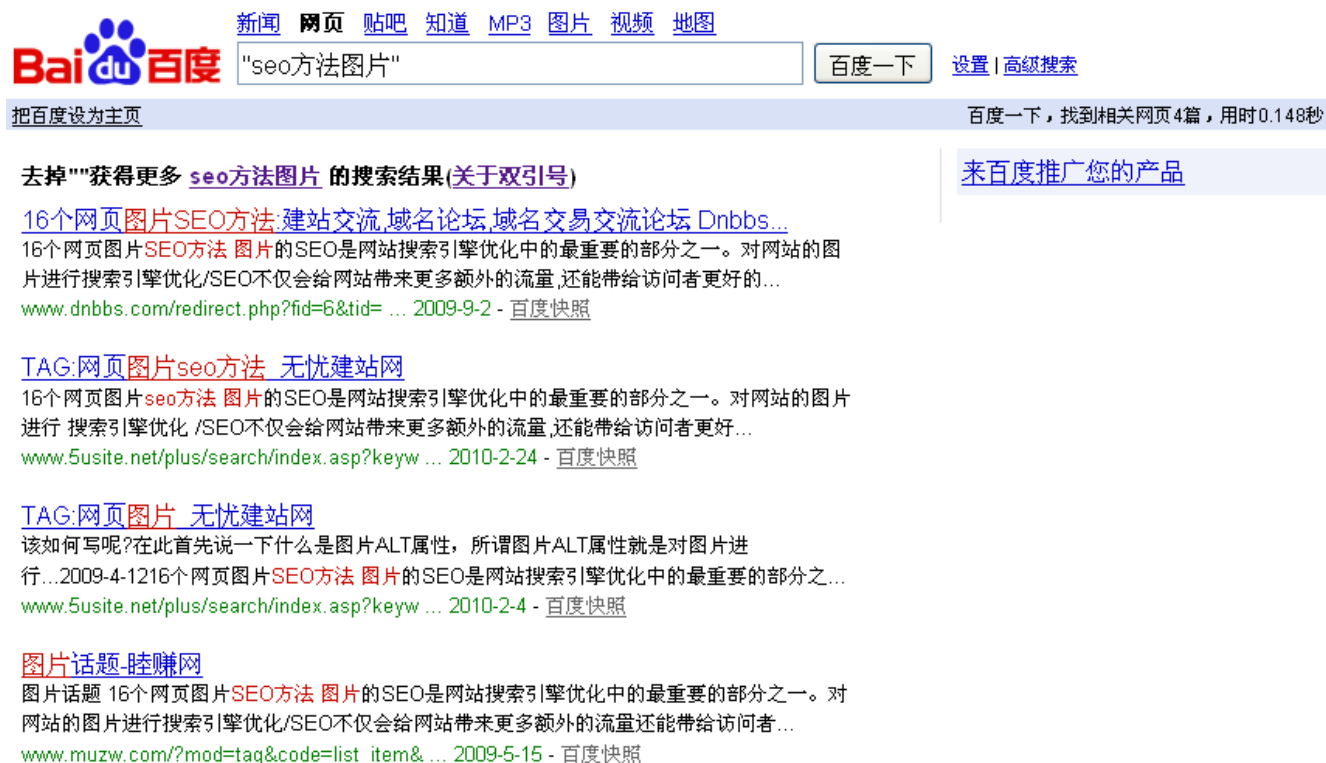 新闻 网页 贴吧 知道 MP3 图片 视频 地图
Bai du 百度 "seo方法图片" 百度一下 设置 | 高级搜索
把百度设为主页 百度一下，找到相关网页4篇，用时0.148秒
去掉""获得更多 seo方法图片 的搜索结果(关于双引号)
来百度推广您的产品
16个网页图片SEO方法:建站交流,域名论坛,域名交易交流论坛 Dnbbs...
16个网页图片SEO方法 图片的SEO是网站搜索引擎优化中的最重要的部分之一。对网站的图
片进行搜索引擎优化/SEO不仅会给网站带来更多额外的流量,还能带给访问者更好的...
www.dnbbs.com/redirect.php?fid=6&tid= ... 2009-9-2 - 百度快照
TAG:网页图片seo方法_无忧建站网
16个网页图片seo方法 图片的SEO是网站搜索引擎优化中的最重要的部分之一。对网站的图片
进行 搜索引擎优化 /SEO不仅会给网站带来更多额外的流量,还能带给访问者更好...
www.5usite.net/plus/search/index.asp?keyw ... 2010-2-24 - 百度快照
TAG:网页图片_无忧建站网
该如何写呢?在此首先说一下什么是图片ALT属性，所谓图片ALT属性就是对图片进
行...2009-4-1216个网页图片SEO方法 图片的SEO是网站搜索引擎优化中的最重要的部分之...
www.5usite.net/plus/search/index.asp?keyw ... 2010-2-4 - 百度快照
图片话题-睦赚网
图片话题 16个网页图片SEO方法 图片的SEO是网站搜索引擎优化中的最重要的部分之一。对
网站的图片进行搜索引擎优化/SEO不仅会给网站带来更多额外的流量还能带给访问者...
www.muzw.com/?mod=tag&code=list_item& ... 2009-5-15 - 百度快照